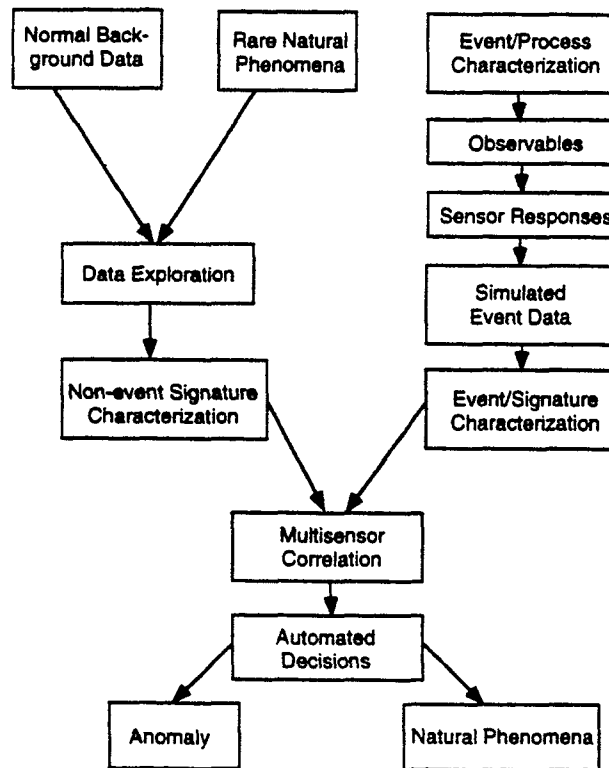 Normal Back-
ground Data
Rare Natural
Phenomena
Event/Process
Characterization
Observables
Sensor Responses
Data Exploration
Simulated
Event Data
Non-event Signature
Characterization
Event/Signature
Characterization
Multisensor
Correlation
Automated
Decisions
Anomaly
Natural Phenomena